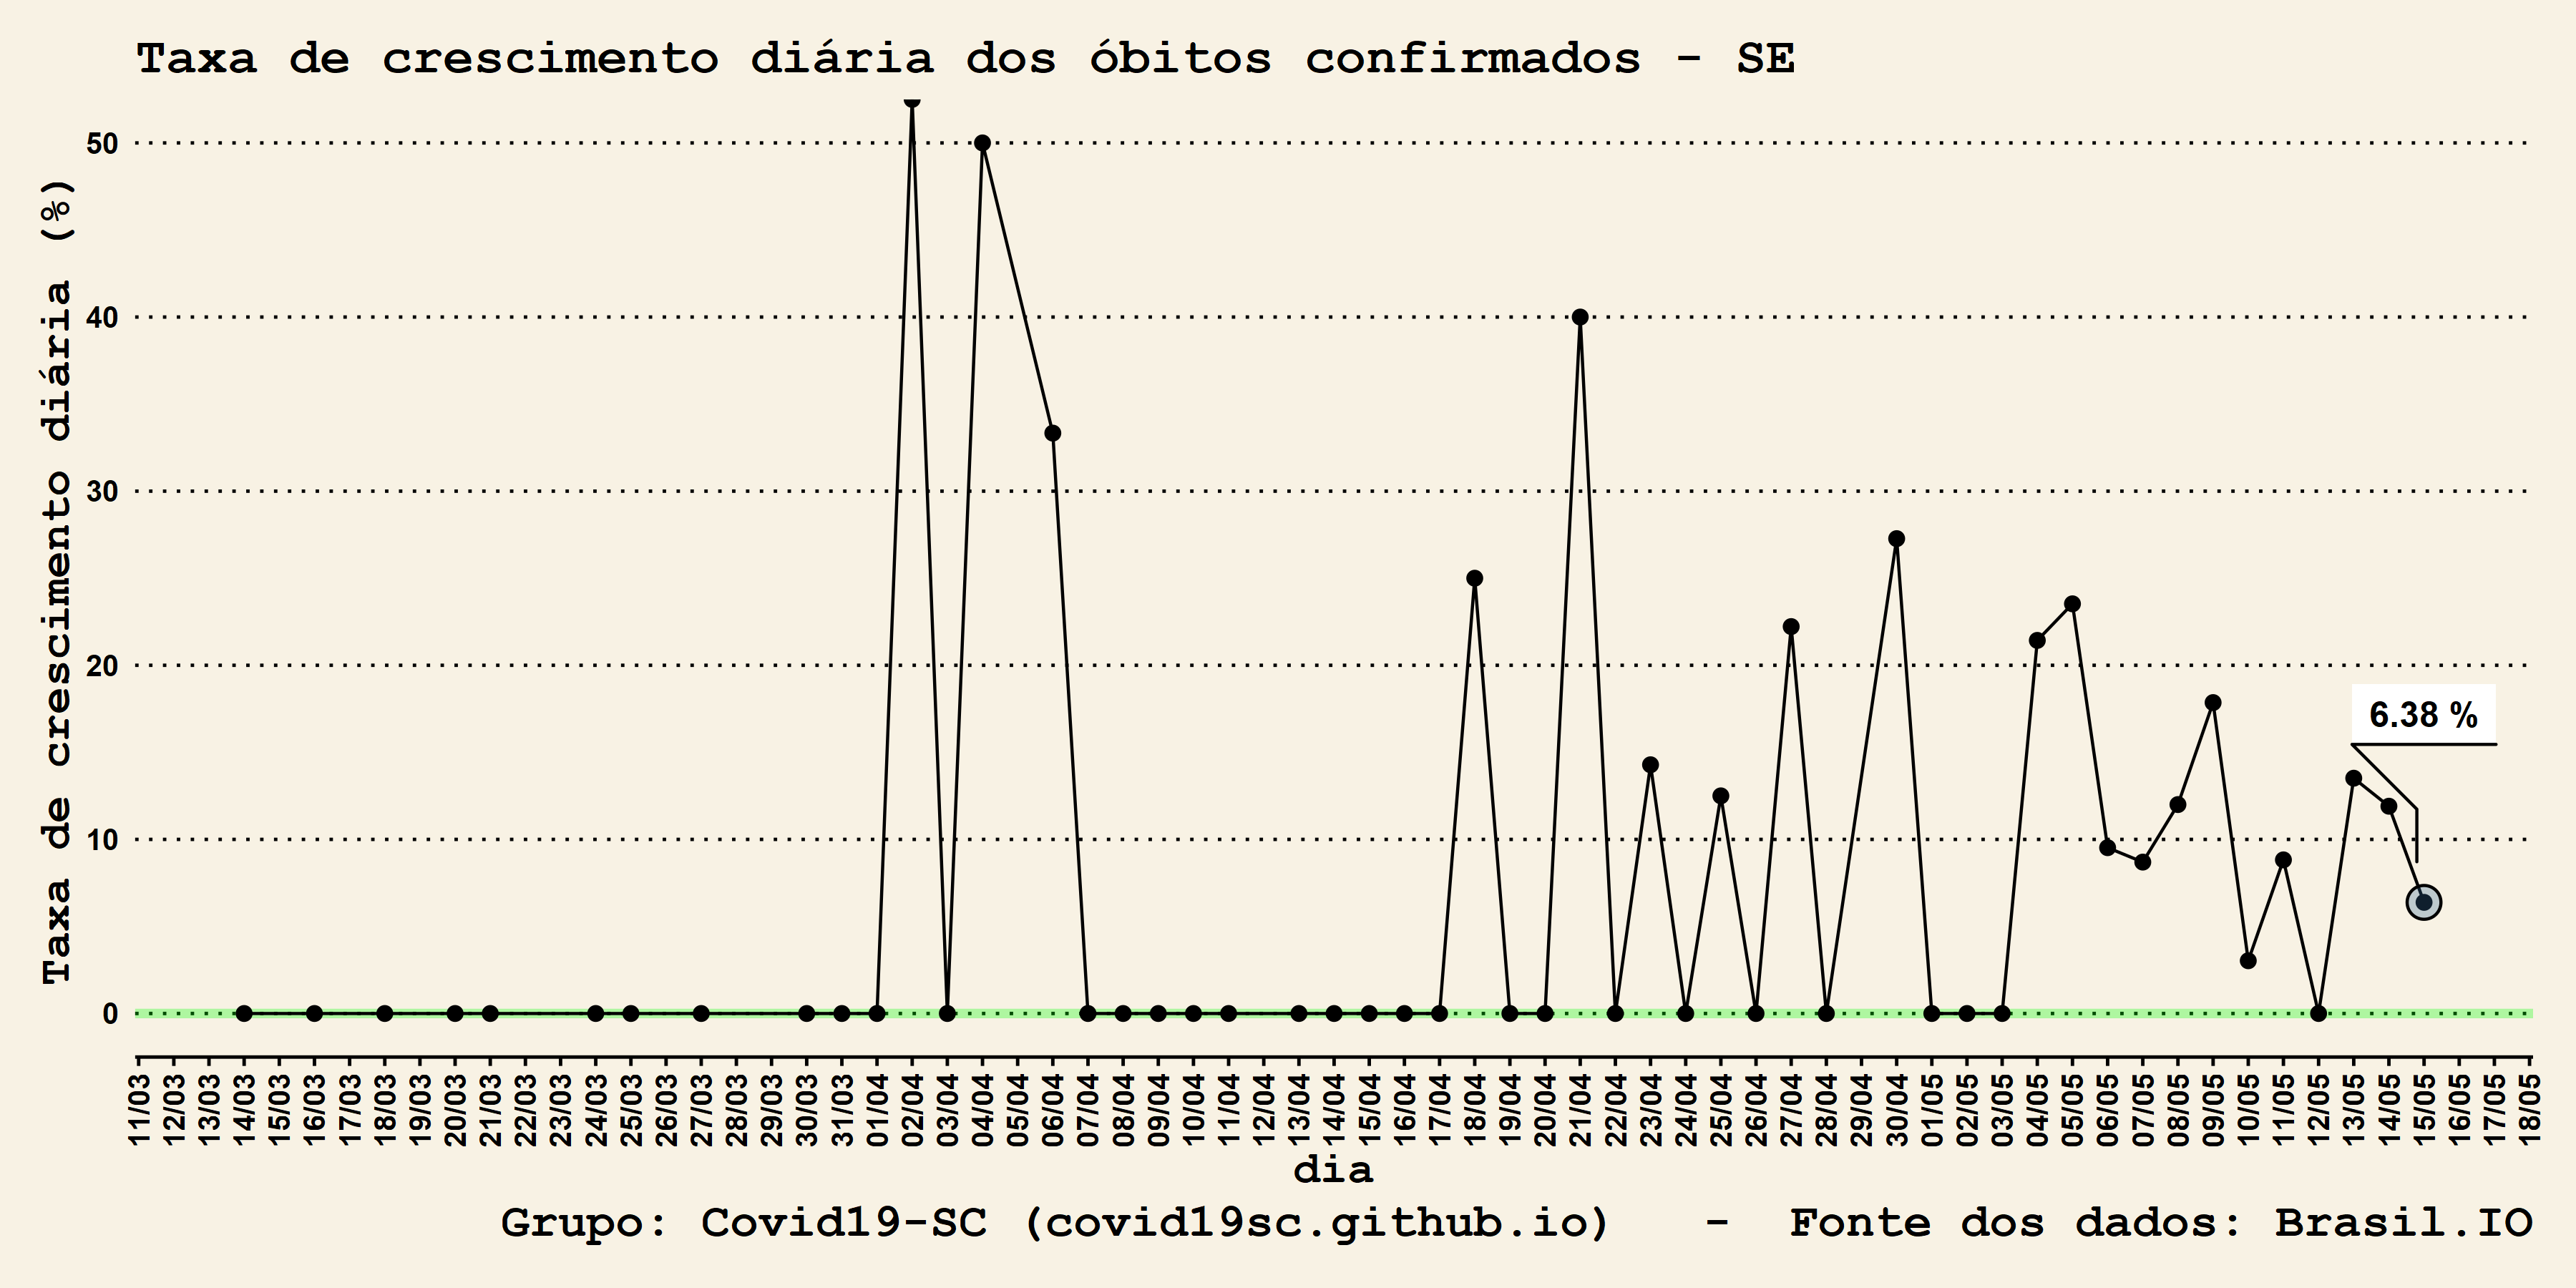 Taxa de crescimento diária dos óbitos confirmados - SE
Taxa de crescimento diária (%)
50
40
30
20
10
0
6.38 %
11/03 12/03 13/03 14/03 15/03 16/03 17/03 18/03 19/03 20/03 21/03 22/03 23/03 24/03 25/03 26/03 27/03 28/03 29/03 30/03 31/03 01/04 02/04 03/04 04/04 05/04 06/04 07/04 08/04 09/04 10/04 11/04 12/04 13/04 14/04 15/04 16/04 17/04 18/04 19/04 20/04 21/04 22/04 23/04 24/04 25/04 26/04 27/04 28/04 29/04 30/04 01/05 02/05 03/05 04/05 05/05 06/05 07/05 08/05 09/05 10/05 11/05 12/05 13/05 14/05 15/05 16/05 17/05 18/05
dia
Grupo: Covid19-SC (covid19sc.github.io) - Fonte dos dados: Brasil.IO